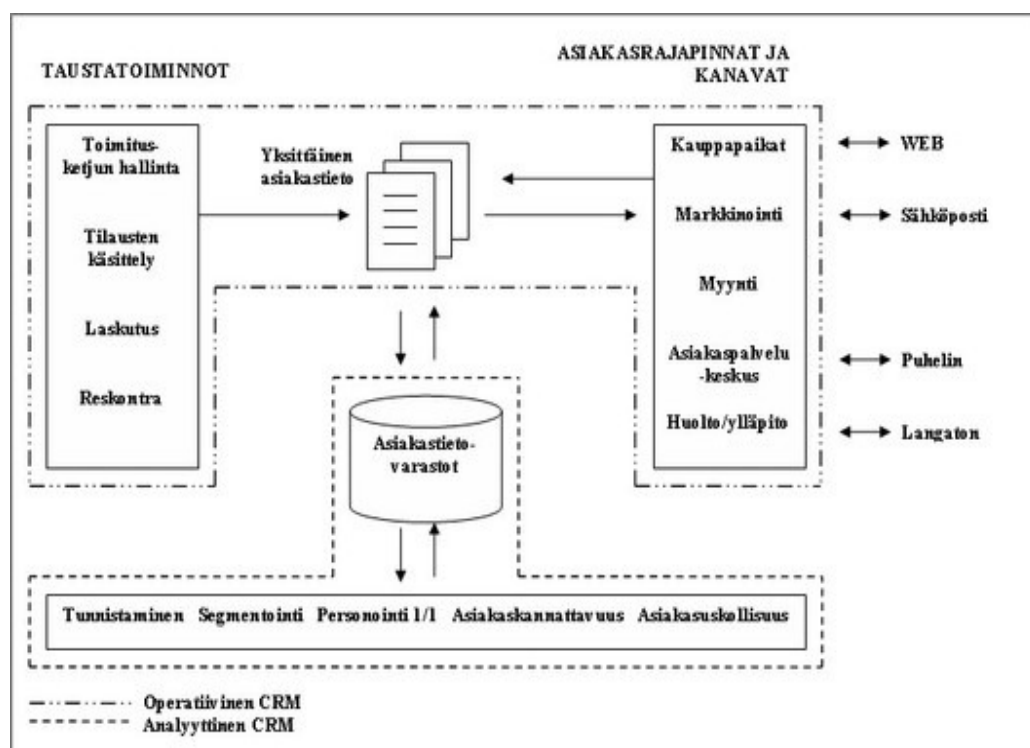 TAUSTATOIMINNOT
ASIAKASRAJAPINNAT JA
KANAVAT
Toimitus-
ketjun hallinta
Tilausten
käsittely
Laskutus
Reskontra
Yksittäinen
asiakastieto
Kauppapaikat
Markkinointi
Myynti
Asiakaspalvelu
-keskus
Huolto/ylläpito
WEB
Sähköposti
Puhelin
Langaton
Asiakastieto-
varastot
Tunnistaminen Segmentointi Personointi 1/1 Asiakaskannattavuus Asiakasuskollisuus
Operatiivinen CRM
Analyyttinen CRM